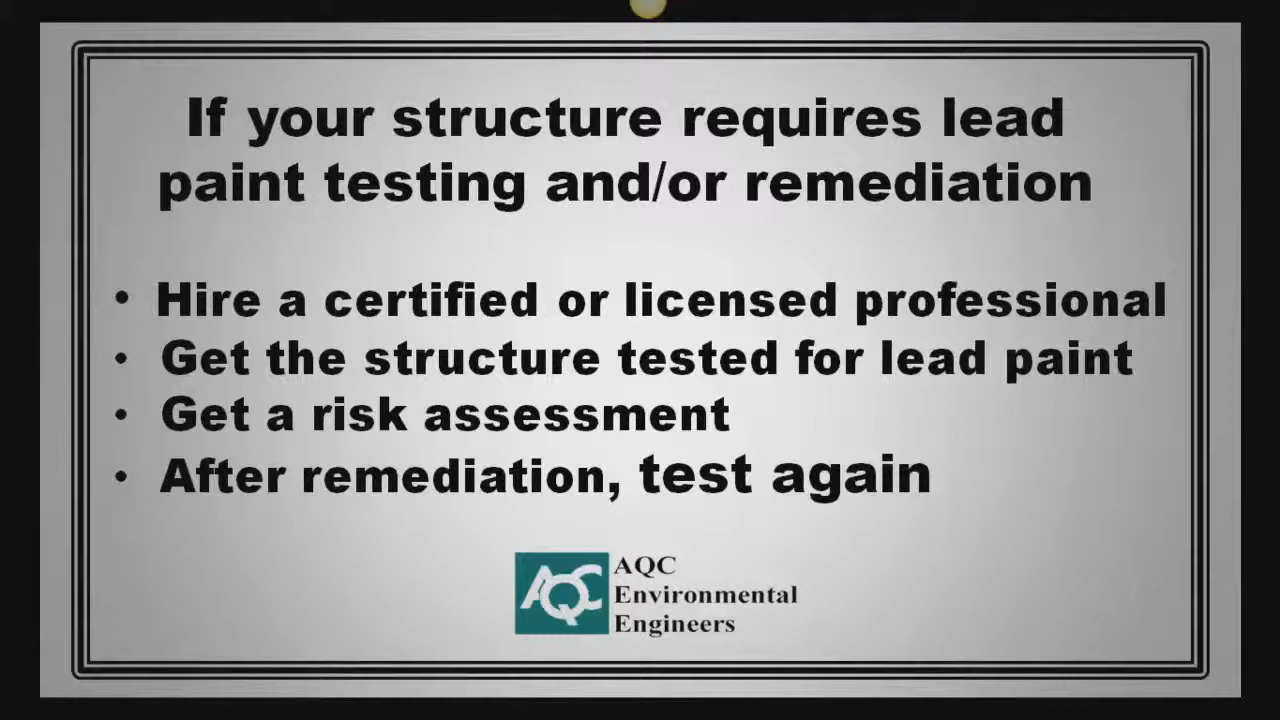 If your structure requires lead
paint testing and/or remediation
• Hire a certified or licensed professional
• Get the structure tested for lead paint
• Get a risk assessment
• After remediation, test again
AQC
AQC
Environmental
Engineers